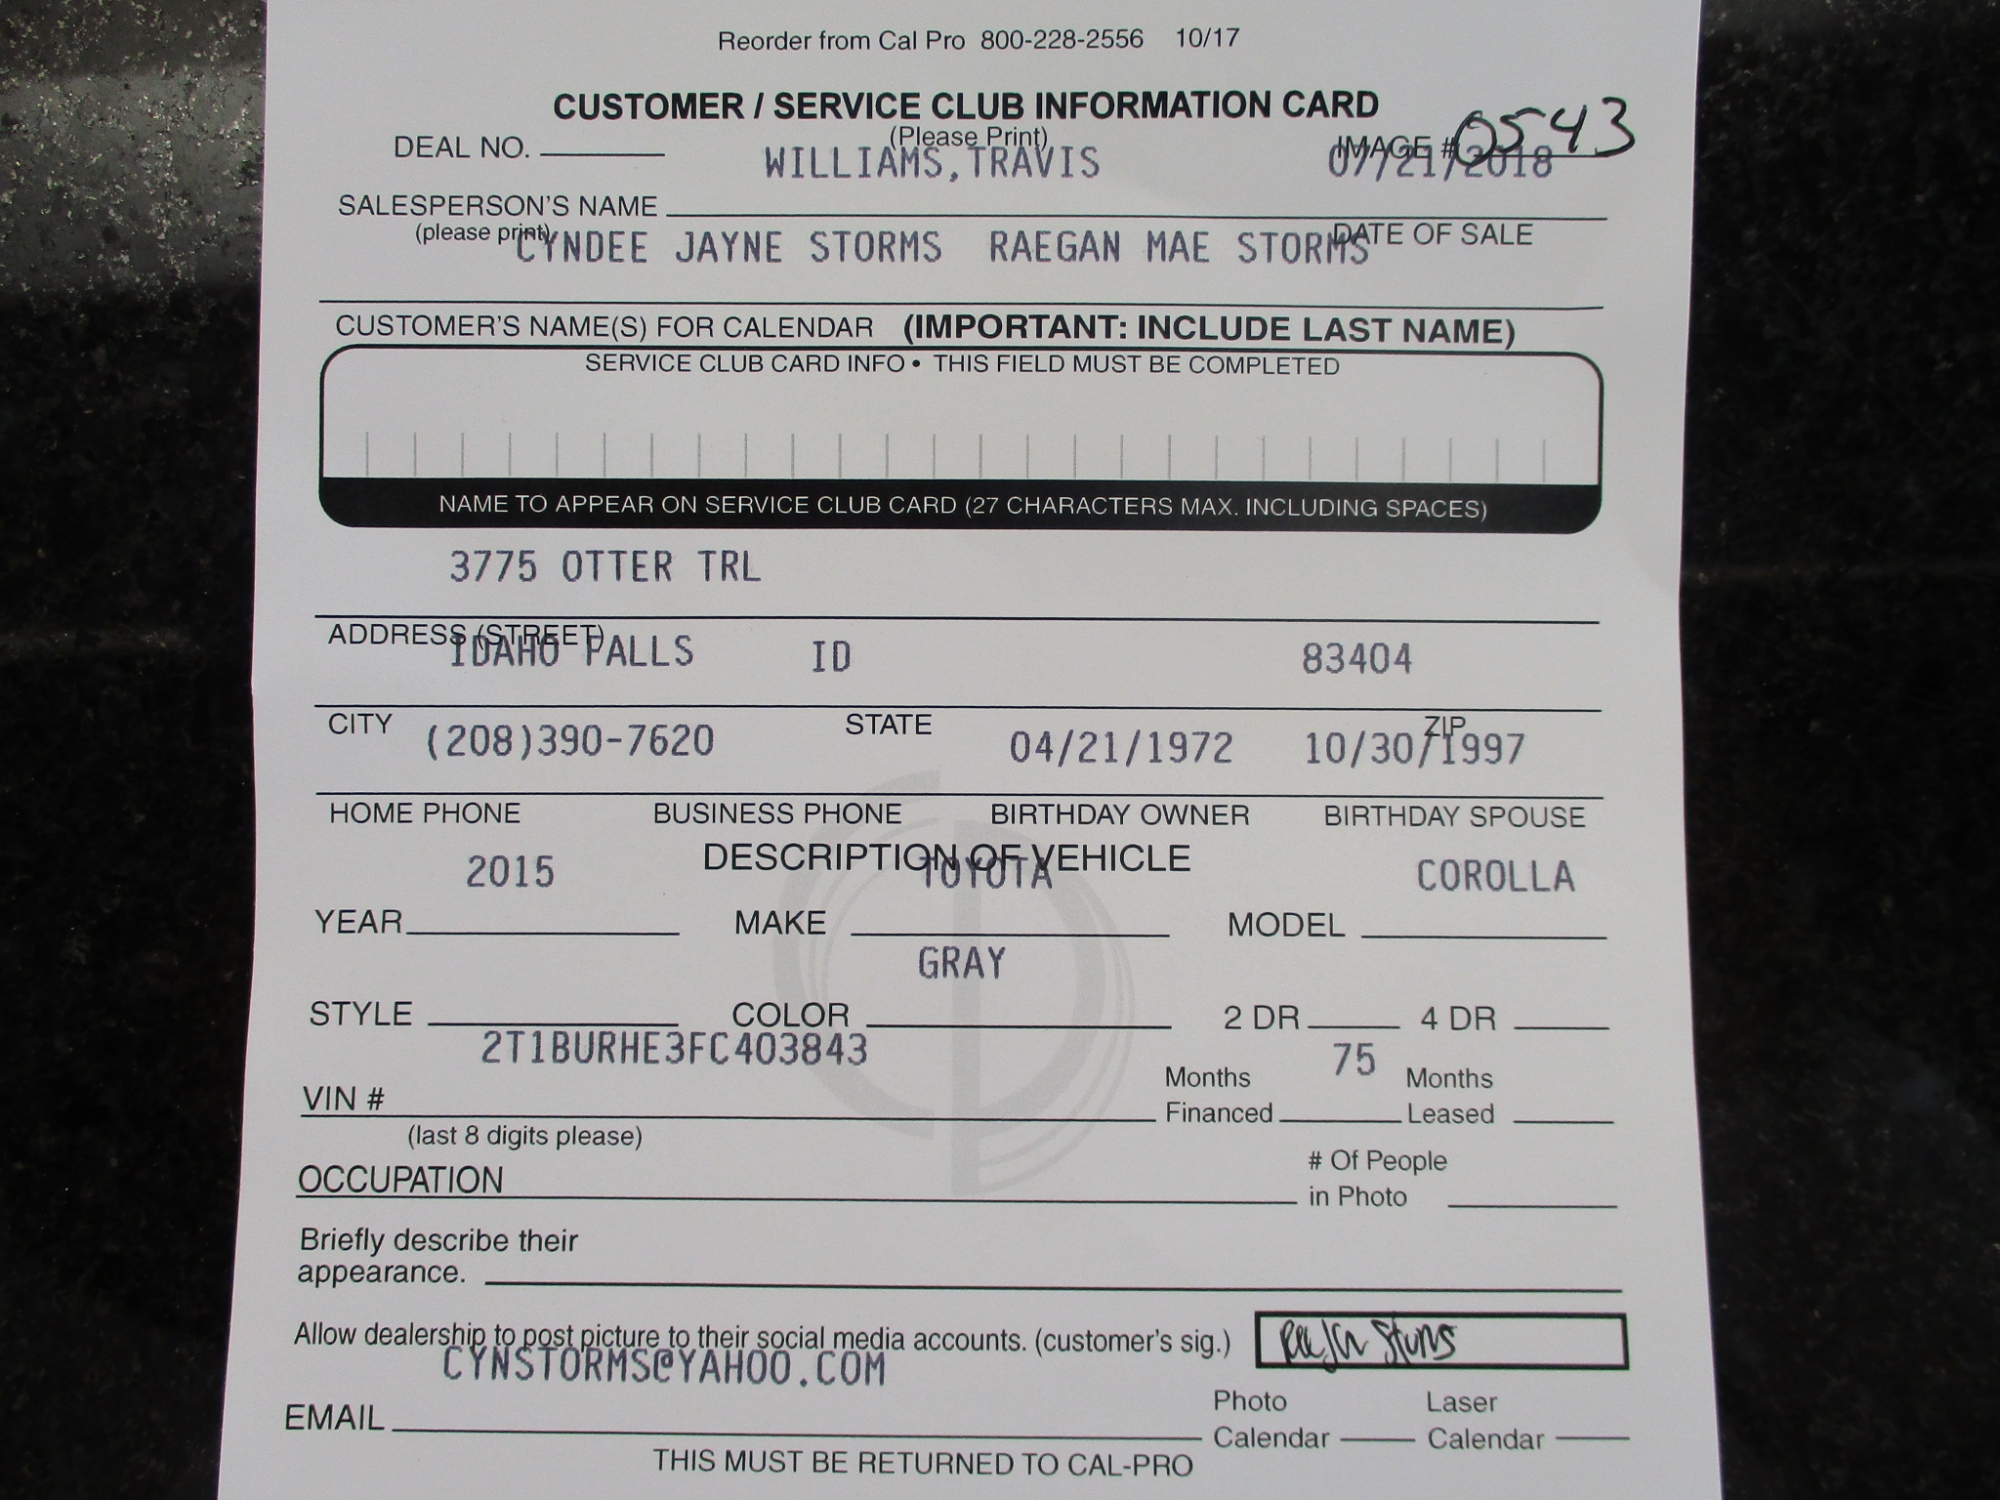 Reorder from Cal Pro 800-228-2556 10/17
CUSTOMER / SERVICE CLUB INFORMATION CARD
(Please Print)
DEAL NO. IMAGE # 0543
WILLIAMS,TRAVIS 07/21/2018
SALESPERSON'S NAME
(please print) DATE OF SALE
CYNDEE JAYNE STORMS RAEGAN MAE STORMS
CUSTOMER'S NAME(S) FOR CALENDAR (IMPORTANT: INCLUDE LAST NAME)
SERVICE CLUB CARD INFO • THIS FIELD MUST BE COMPLETED
NAME TO APPEAR ON SERVICE CLUB CARD (27 CHARACTERS MAX. INCLUDING SPACES)
3775 OTTER TRL
ADDRESS (STREET)
IDAHO FALLS ID 83404
CITY STATE ZIP
(208)390-7620 04/21/1972 10/30/1997
HOME PHONE BUSINESS PHONE BIRTHDAY OWNER BIRTHDAY SPOUSE
DESCRIPTION OF VEHICLE
2015 TOYOTA COROLLA
YEAR MAKE MODEL
GRAY
STYLE COLOR 2 DR 4 DR
2T1BURHE3FC403843 75
VIN # Months Financed Months Leased
(last 8 digits please)
OCCUPATION # Of People in Photo
Briefly describe their
appearance.
Allow dealership to post picture to their social media accounts. (customer's sig.)
CYNSTORMS@YAHOO.COM
EMAIL Photo Calendar Laser Calendar
THIS MUST BE RETURNED TO CAL-PRO